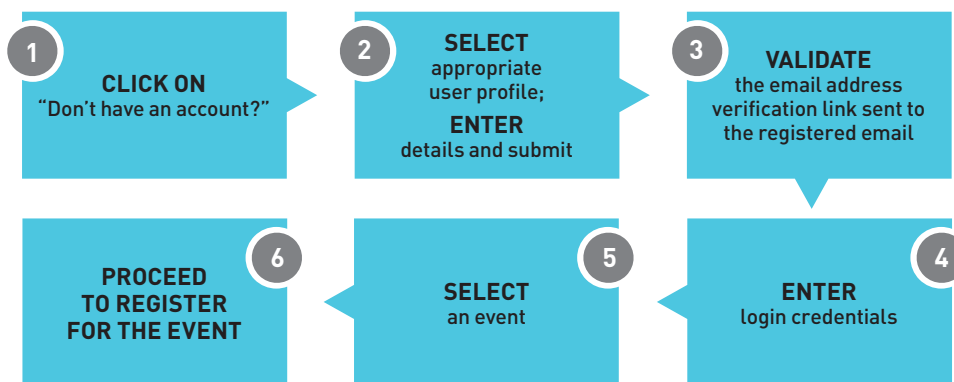 1
CLICK ON
“Don’t have an account?”
2
SELECT
appropriate
user profile;
ENTER
details and submit
3
VALIDATE
the email address
verification link sent to
the registered email
4
ENTER
login credentials
5
SELECT
an event
6
PROCEED
TO REGISTER
FOR THE EVENT